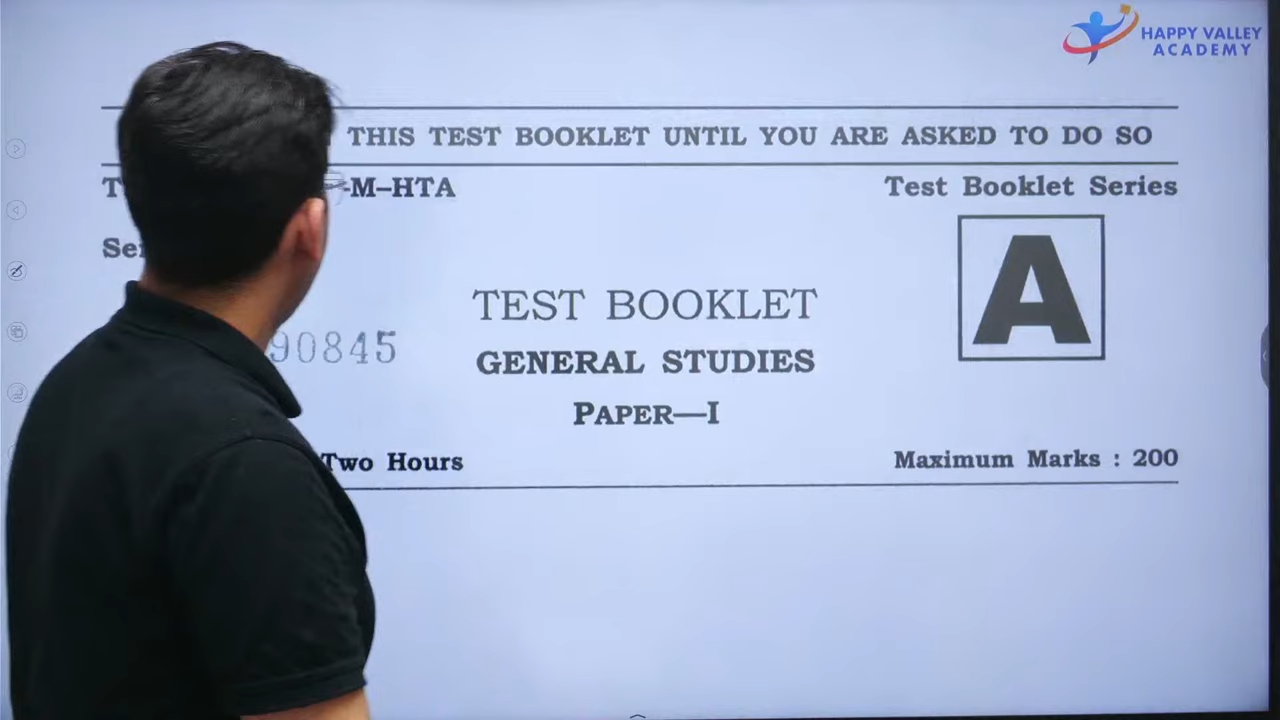 HAPPY VALLEY
ACADEMY
THIS TEST BOOKLET UNTIL YOU ARE ASKED TO DO SO
-M-HTA
Test Booklet Series
A
TEST BOOKLET
90845
GENERAL STUDIES
PAPER—I
Two Hours
Maximum Marks : 200